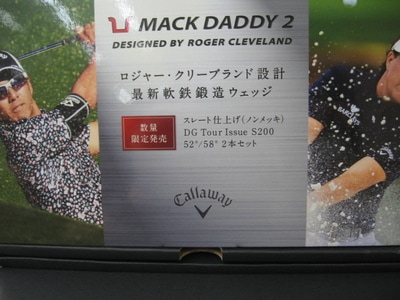 MACK DADDY 2
DESIGNED BY ROGER CLEVELAND
ロジャー・クリーブランド設計
最新軟鉄鍛造ウェッジ
数量
限定発売
スレート仕上げ(ノンメッキ)
DG Tour Issue S200
52°/58° 2本セット
Callaway